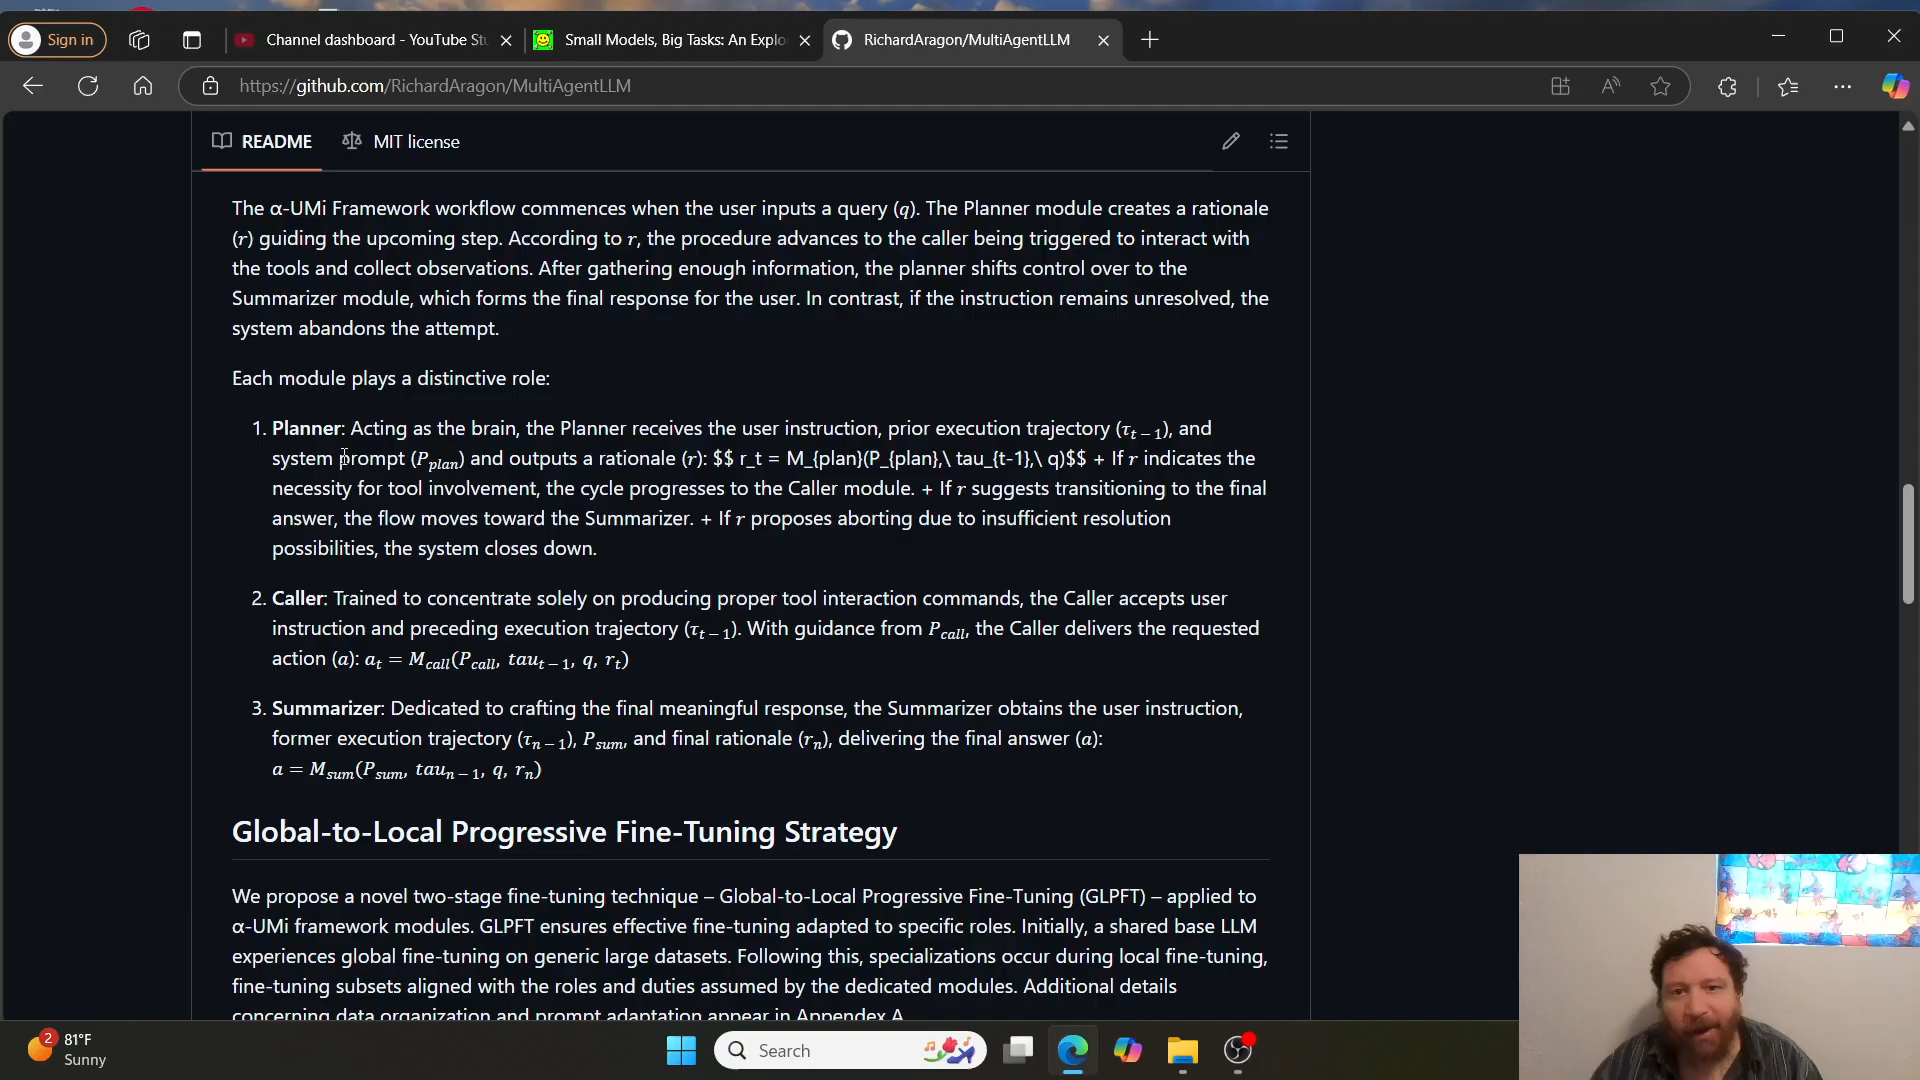 Sign in
Channel dashboard - YouTube St
Small Models, Big Tasks: An Explo
RichardAragon/MultiAgentLLM
https://github.com/RichardAragon/MultiAgentLLM
README
MIT license
The α-UMi Framework workflow commences when the user inputs a query (q). The Planner module creates a rationale
(r) guiding the upcoming step. According to r, the procedure advances to the caller being triggered to interact with
the tools and collect observations. After gathering enough information, the planner shifts control over to the
Summarizer module, which forms the final response for the user. In contrast, if the instruction remains unresolved, the
system abandons the attempt.
Each module plays a distinctive role:
1. Planner: Acting as the brain, the Planner receives the user instruction, prior execution trajectory (τt−1), and
system prompt (Pplan) and outputs a rationale (r): $$ r_t = M_{plan}(P_{plan},\ tau_{t-1},\ q)$$ + If r indicates the
necessity for tool involvement, the cycle progresses to the Caller module. + If r suggests transitioning to the final
answer, the flow moves toward the Summarizer. + If r proposes aborting due to insufficient resolution
possibilities, the system closes down.
2. Caller: Trained to concentrate solely on producing proper tool interaction commands, the Caller accepts user
instruction and preceding execution trajectory (τt−1). With guidance from Pcall, the Caller delivers the requested
action (a): at = Mcall(Pcall, taut−1, q, rt)
3. Summarizer: Dedicated to crafting the final meaningful response, the Summarizer obtains the user instruction,
former execution trajectory (τn−1), Psum, and final rationale (rn), delivering the final answer (a):
a = Msum(Psum, taun−1, q, rn)
Global-to-Local Progressive Fine-Tuning Strategy
We propose a novel two-stage fine-tuning technique – Global-to-Local Progressive Fine-Tuning (GLPFT) – applied to
α-UMi framework modules. GLPFT ensures effective fine-tuning adapted to specific roles. Initially, a shared base LLM
experiences global fine-tuning on generic large datasets. Following this, specializations occur during local fine-tuning,
fine-tuning subsets aligned with the roles and duties assumed by the dedicated modules. Additional details
concerning data organization and prompt adaptation appear in Appendex A.
2
81°F
Sunny
Search